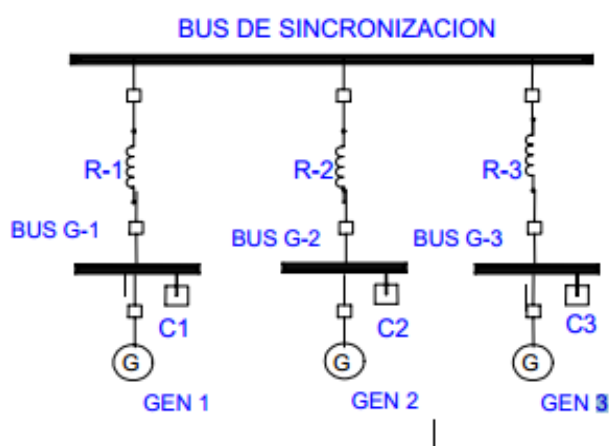 BUS DE SINCRONIZACION
R-1
R-2
R-3
BUS G-1
BUS G-2
BUS G-3
C1
C2
C3
G
G
G
GEN 1
GEN 2
GEN 3